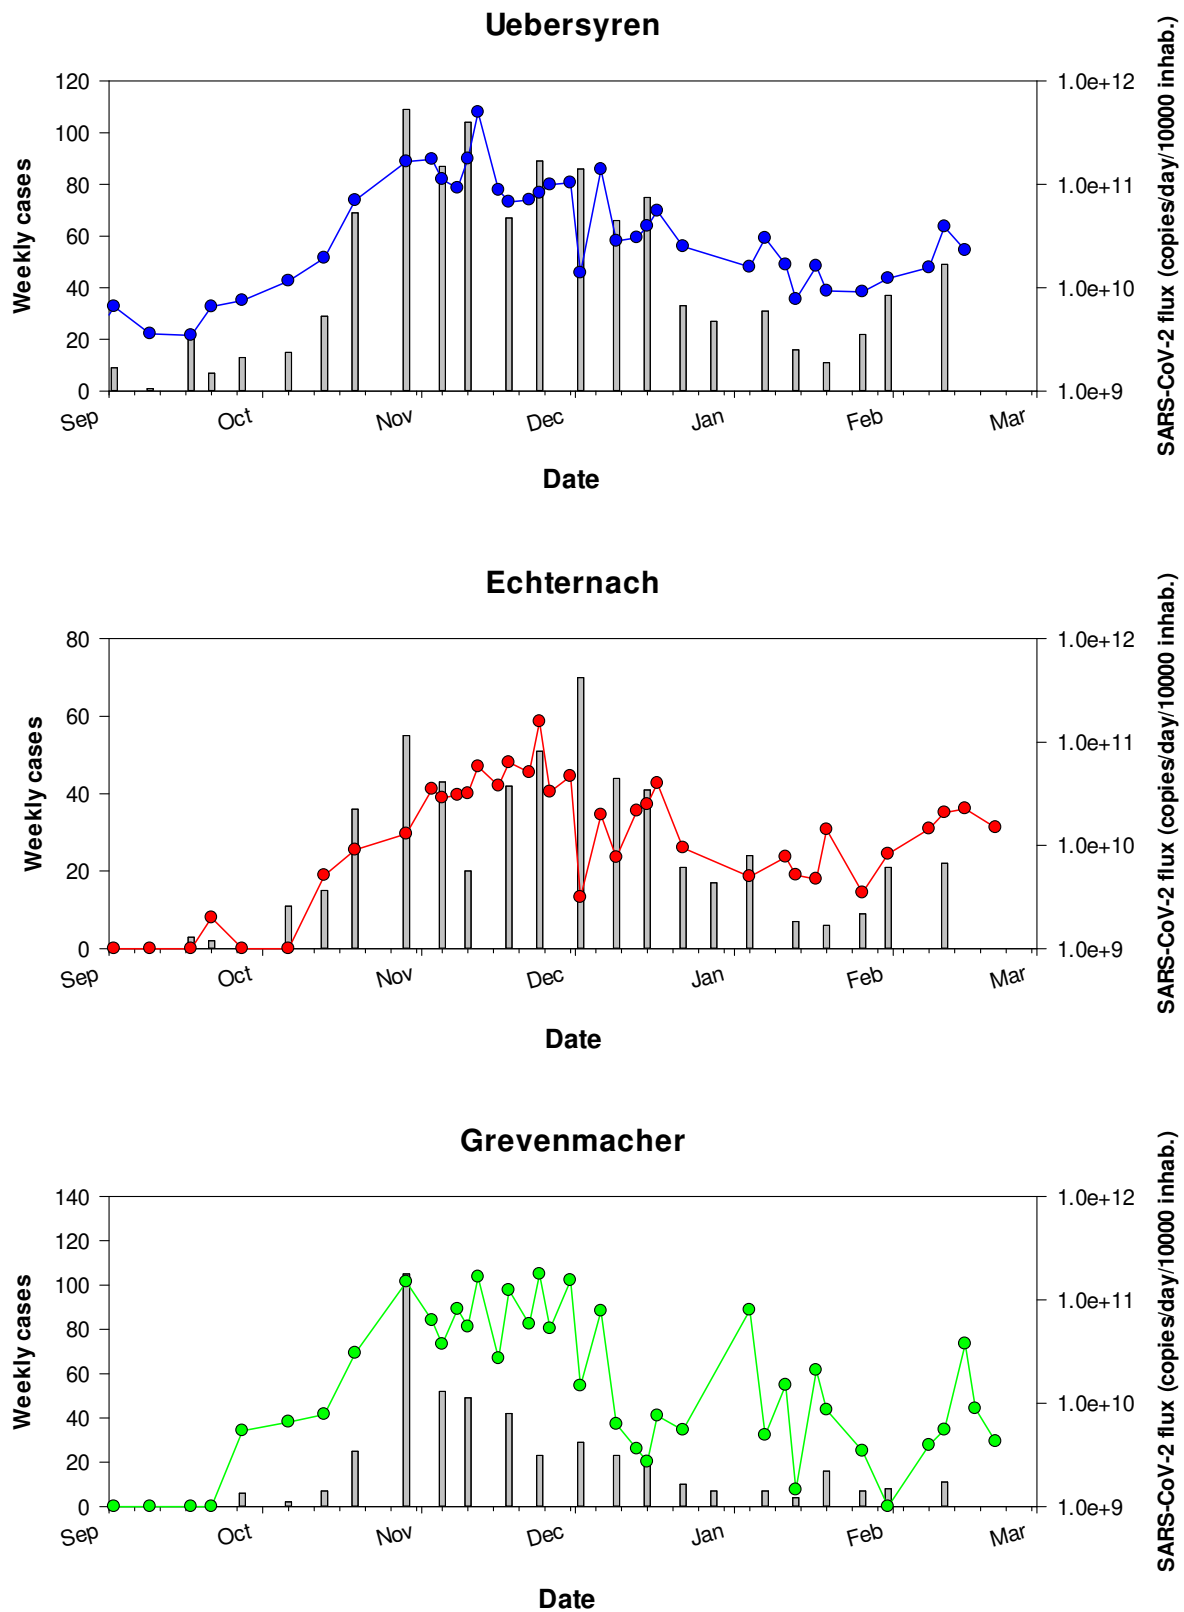 Uebersyren
120
100
80
60
40
20
0
Weekly cases
1.0e+12
1.0e+11
1.0e+10
1.0e+9
SARS-CoV-2 flux (copies/day/10000 inhab.)
Sep Oct Nov Dec Jan Feb Mar
Date
Echternach
80
60
40
20
0
Weekly cases
1.0e+12
1.0e+11
1.0e+10
1.0e+9
SARS-CoV-2 flux (copies/day/10000 inhab.)
Sep Oct Nov Dec Jan Feb Mar
Date
Grevenmacher
140
120
100
80
60
40
20
0
Weekly cases
1.0e+12
1.0e+11
1.0e+10
1.0e+9
SARS-CoV-2 flux (copies/day/10000 inhab.)
Sep Oct Nov Dec Jan Feb Mar
Date